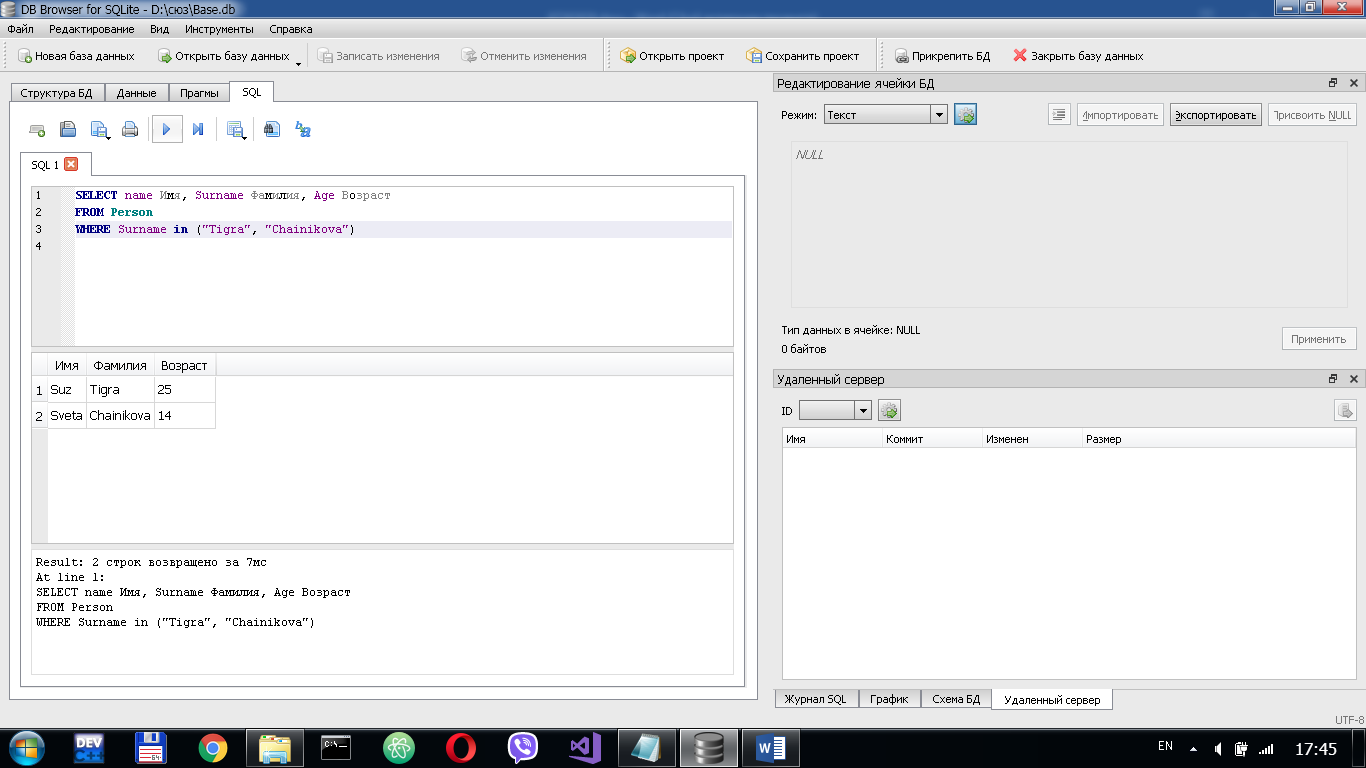 DB Browser for SQLite - D:\сюз\Base.db
Файл Редактирование Вид Инструменты Справка
Новая база данных Открыть базу данных Записать изменения Отменить изменения Открыть проект Сохранить проект Прикрепить БД Закрыть базу данных
Структура БД Данные Прагмы SQL
SQL 1
1 SELECT name Имя, Surname Фамилия, Age Возраст
2 FROM Person
3 WHERE Surname in ("Tigra", "Chainikova")
4
Имя Фамилия Возраст
1 Suz Tigra 25
2 Sveta Chainikova 14
Result: 2 строк возвращено за 7мс
At line 1:
SELECT name Имя, Surname Фамилия, Age Возраст
FROM Person
WHERE Surname in ("Tigra", "Chainikova")
Редактирование ячейки БД
Режим: Текст Импортировать Экспортировать Присвоить NULL
NULL
Тип данных в ячейке: NULL
0 байтов
Применить
Удаленный сервер
ID
Имя Коммит Изменен Размер
Журнал SQL График Схема БД Удаленный сервер
UTF-8
DEV
C++
64
C:\
W
EN
17:45